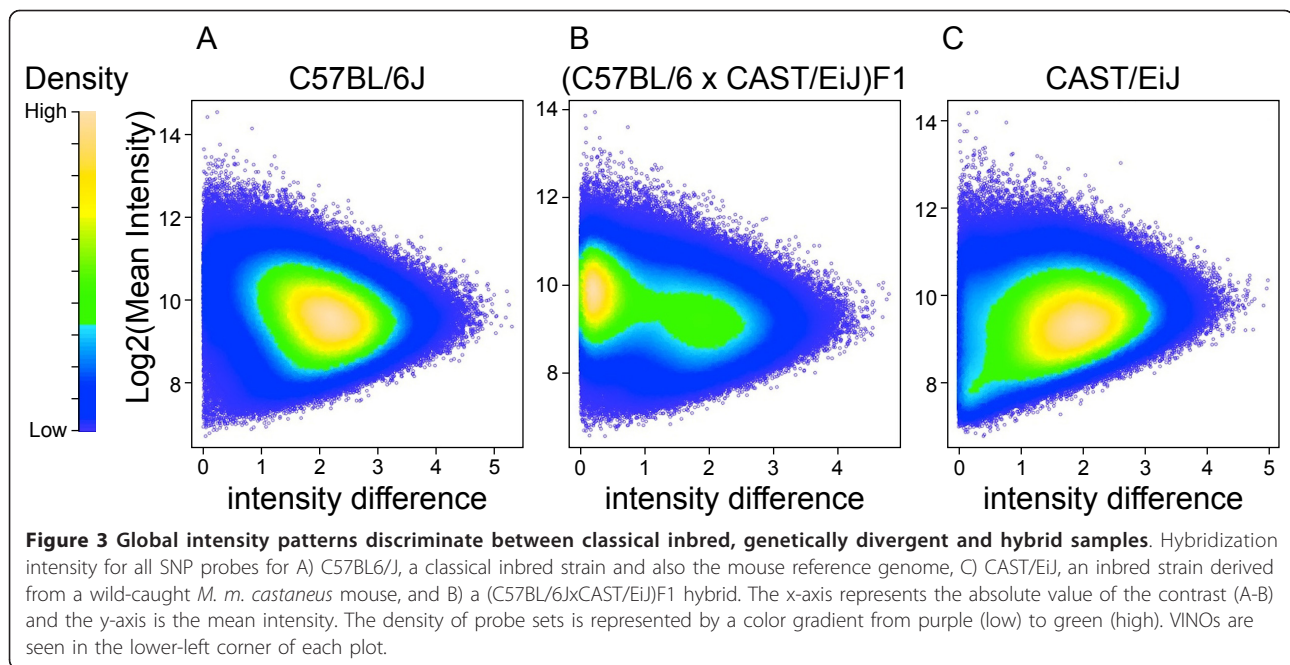 A
B
C
Density
C57BL/6J
(C57BL/6 x CAST/EiJ)F1
CAST/EiJ
High
Low
Log2(Mean Intensity)
14
12
10
8
0
1
2
3
4
5
intensity difference
14
12
10
8
0
1
2
3
4
intensity difference
14
12
10
8
0
1
2
3
4
5
intensity difference
Figure 3 Global intensity patterns discriminate between classical inbred, genetically divergent and hybrid samples. Hybridization
intensity for all SNP probes for A) C57BL6/J, a classical inbred strain and also the mouse reference genome, C) CAST/EiJ, an inbred strain derived
from a wild-caught M. m. castaneus mouse, and B) a (C57BL/6JxCAST/EiJ)F1 hybrid. The x-axis represents the absolute value of the contrast (A-B)
and the y-axis is the mean intensity. The density of probe sets is represented by a color gradient from purple (low) to green (high). VINOs are
seen in the lower-left corner of each plot.